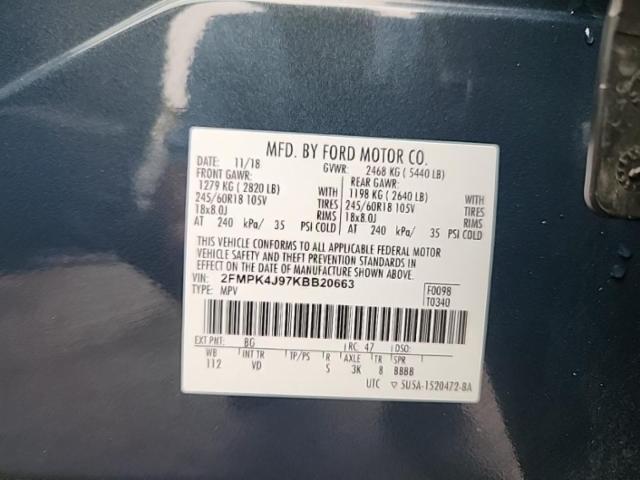 MFD. BY FORD MOTOR CO.
DATE: 11/18 GVWR: 2468 KG ( 5440 LB)
FRONT GAWR: REAR GAWR:
1279 KG ( 2820 LB) WITH 1198 KG ( 2640 LB) WITH
245/60R18 105V TIRES 245/60R18 105V TIRES
18x8.0J RIMS 18x8.0J RIMS
AT 240 kPa/ 35 PSI COLD AT 240 kPa/ 35 PSI COLD
THIS VEHICLE CONFORMS TO ALL APPLICABLE FEDERAL MOTOR
VEHICLE SAFETY AND THEFT PREVENTION STANDARDS IN
EFFECT ON THE DATE OF MANUFACTURE SHOWN ABOVE.
VIN: 2FMPK4J97KBB20663 F0098
TYPE: MPV T0340
EXT PNT: BG RC: 47 DSO:
WB INT TR TP/PS R AXLE TR SPR
112 VD 5 3K 8 BBBB
UTC ▽ 5U5A-1520472-BA